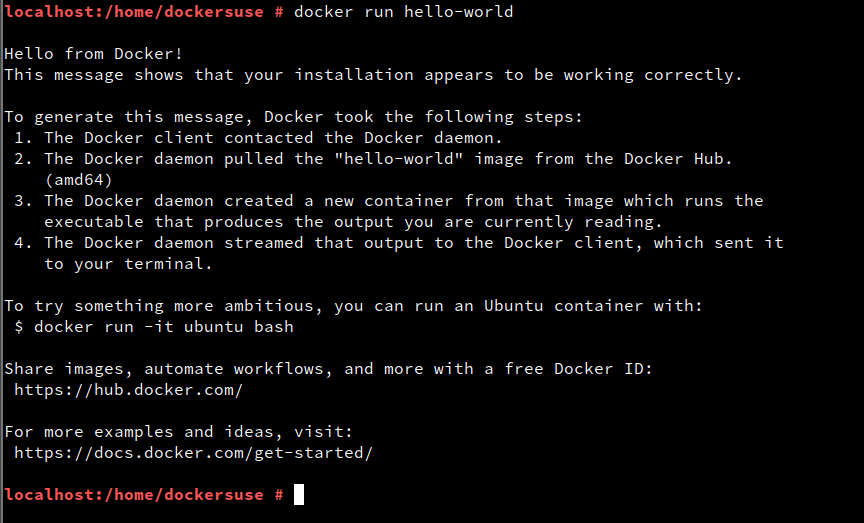 localhost:/home/dockersuse # docker run hello-world
Hello from Docker!
This message shows that your installation appears to be working correctly.
To generate this message, Docker took the following steps:
1. The Docker client contacted the Docker daemon.
2. The Docker daemon pulled the "hello-world" image from the Docker Hub.
(amd64)
3. The Docker daemon created a new container from that image which runs the
executable that produces the output you are currently reading.
4. The Docker daemon streamed that output to the Docker client, which sent it
to your terminal.
To try something more ambitious, you can run an Ubuntu container with:
$ docker run -it ubuntu bash
Share images, automate workflows, and more with a free Docker ID:
https://hub.docker.com/
For more examples and ideas, visit:
https://docs.docker.com/get-started/
localhost:/home/dockersuse #